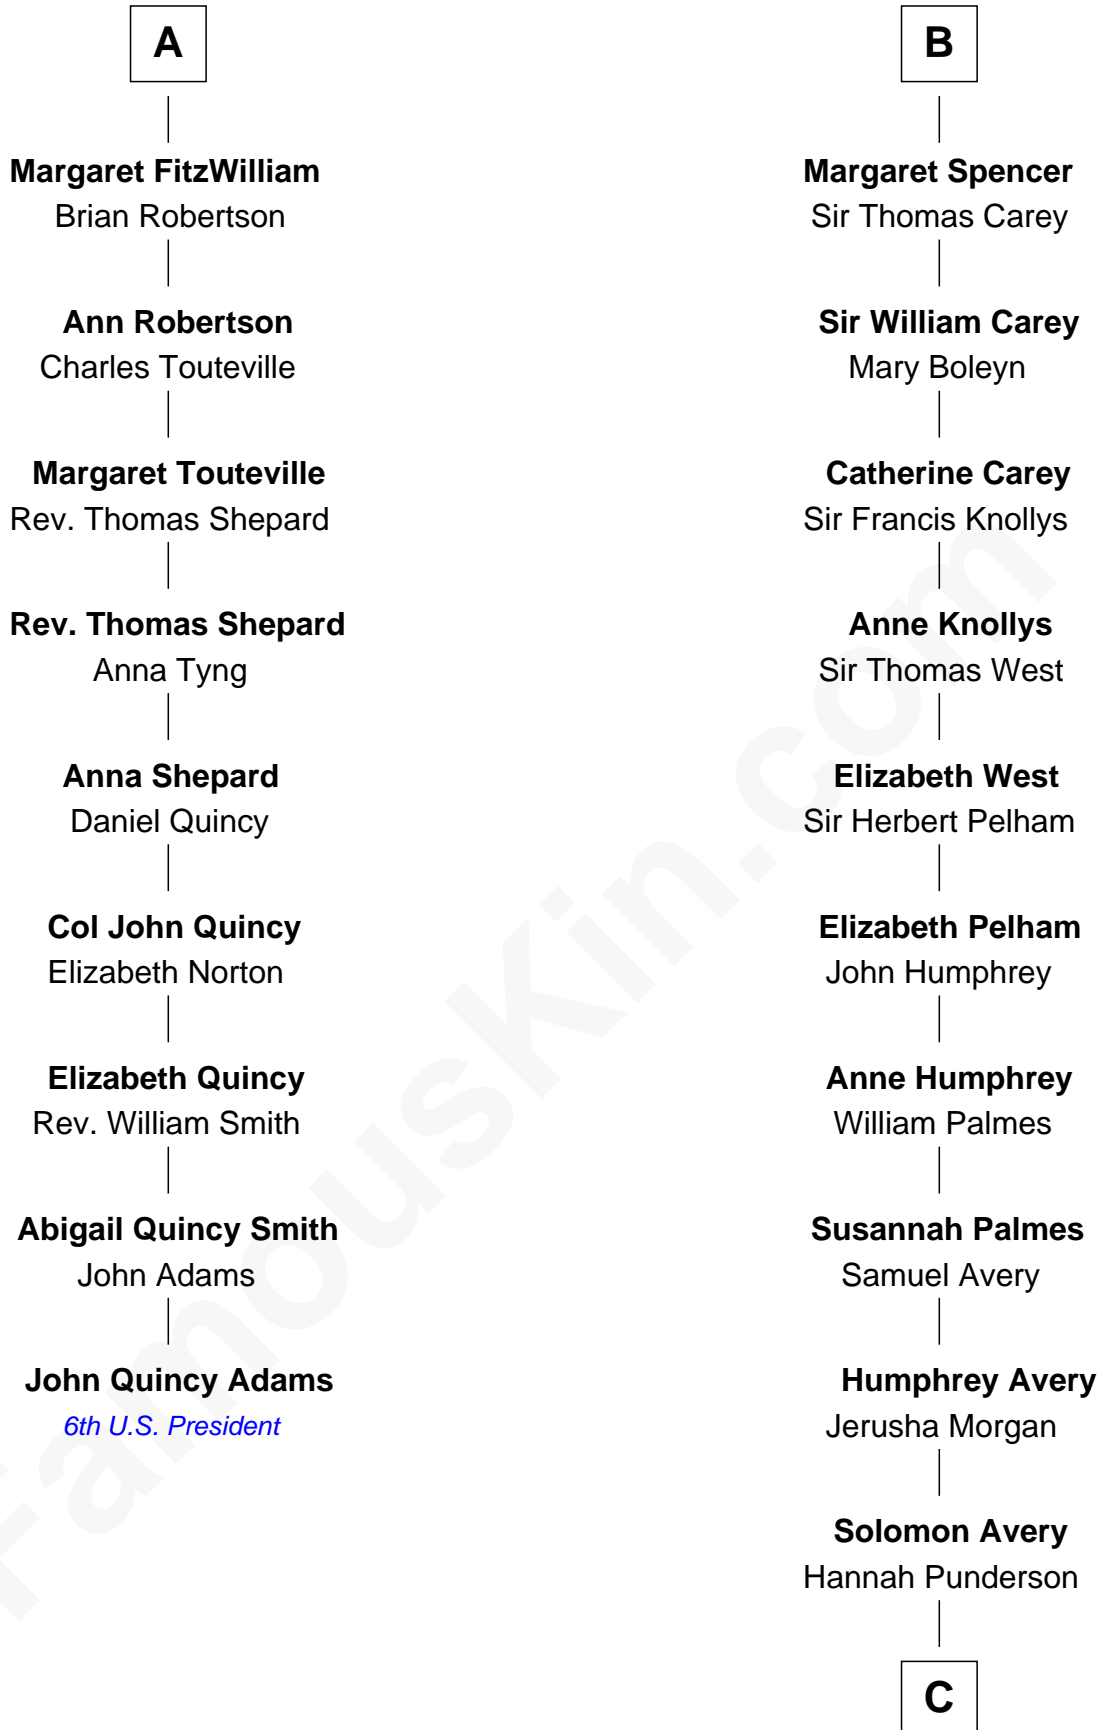 A
Margaret FitzWilliam
Brian Robertson
Ann Robertson
Charles Touteville
Margaret Touteville
Rev. Thomas Shepard
Rev. Thomas Shepard
Anna Tyng
Anna Shepard
Daniel Quincy
Col John Quincy
Elizabeth Norton
Elizabeth Quincy
Rev. William Smith
Abigail Quincy Smith
John Adams
John Quincy Adams
6th U.S. President
B
Margaret Spencer
Sir Thomas Carey
Sir William Carey
Mary Boleyn
Catherine Carey
Sir Francis Knollys
Anne Knollys
Sir Thomas West
Elizabeth West
Sir Herbert Pelham
Elizabeth Pelham
John Humphrey
Anne Humphrey
William Palmes
Susannah Palmes
Samuel Avery
Humphrey Avery
Jerusha Morgan
Solomon Avery
Hannah Punderson
C
FamousKin.com